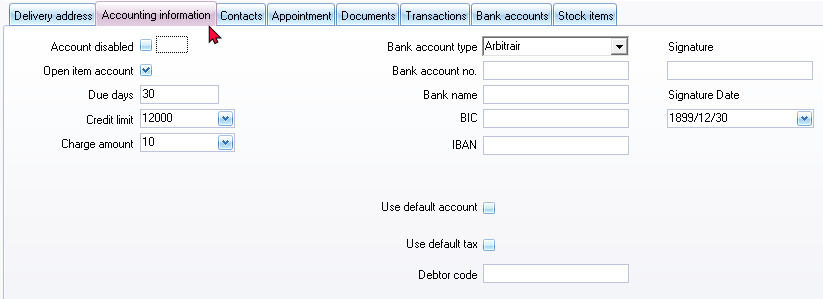 Delivery address Accounting information Contacts Appointment Documents Transactions Bank accounts Stock items
Account disabled Bank account type Arbitrair Signature
Open item account Bank account no.
Due days 30 Bank name Signature Date
Credit limit 12000 BIC 1899/12/30
Charge amount 10 IBAN
Use default account
Use default tax
Debtor code